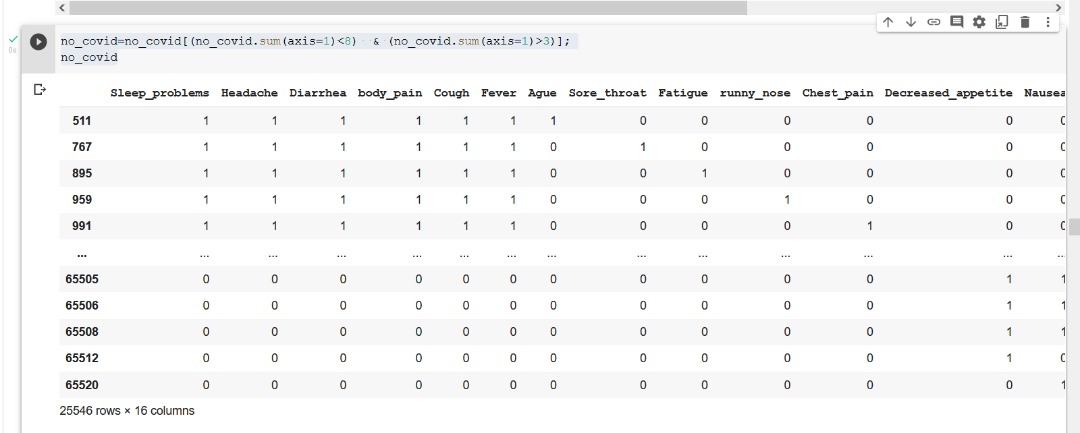 no_covid=no_covid[(no_covid.sum(axis=1)<8) & (no_covid.sum(axis=1)>3)];
no_covid
Sleep_problems Headache Diarrhea body_pain Cough Fever Ague Sore_throat Fatigue runny_nose Chest_pain Decreased_appetite Nausea
511 1 1 1 1 1 1 1 0 0 0 0 0 0
767 1 1 1 1 1 1 0 1 0 0 0 0 0
895 1 1 1 1 1 1 0 0 1 0 0 0 0
959 1 1 1 1 1 1 0 0 0 1 0 0 0
991 1 1 1 1 1 1 0 0 0 0 1 0 0
... ... ... ... ... ... ... ... ... ... ... ... ... ...
65505 0 0 0 0 0 0 0 0 0 0 0 1 1
65506 0 0 0 0 0 0 0 0 0 0 0 1 1
65508 0 0 0 0 0 0 0 0 0 0 0 1 1
65512 0 0 0 0 0 0 0 0 0 0 0 1 0
65520 0 0 0 0 0 0 0 0 0 0 0 0 1
25546 rows × 16 columns